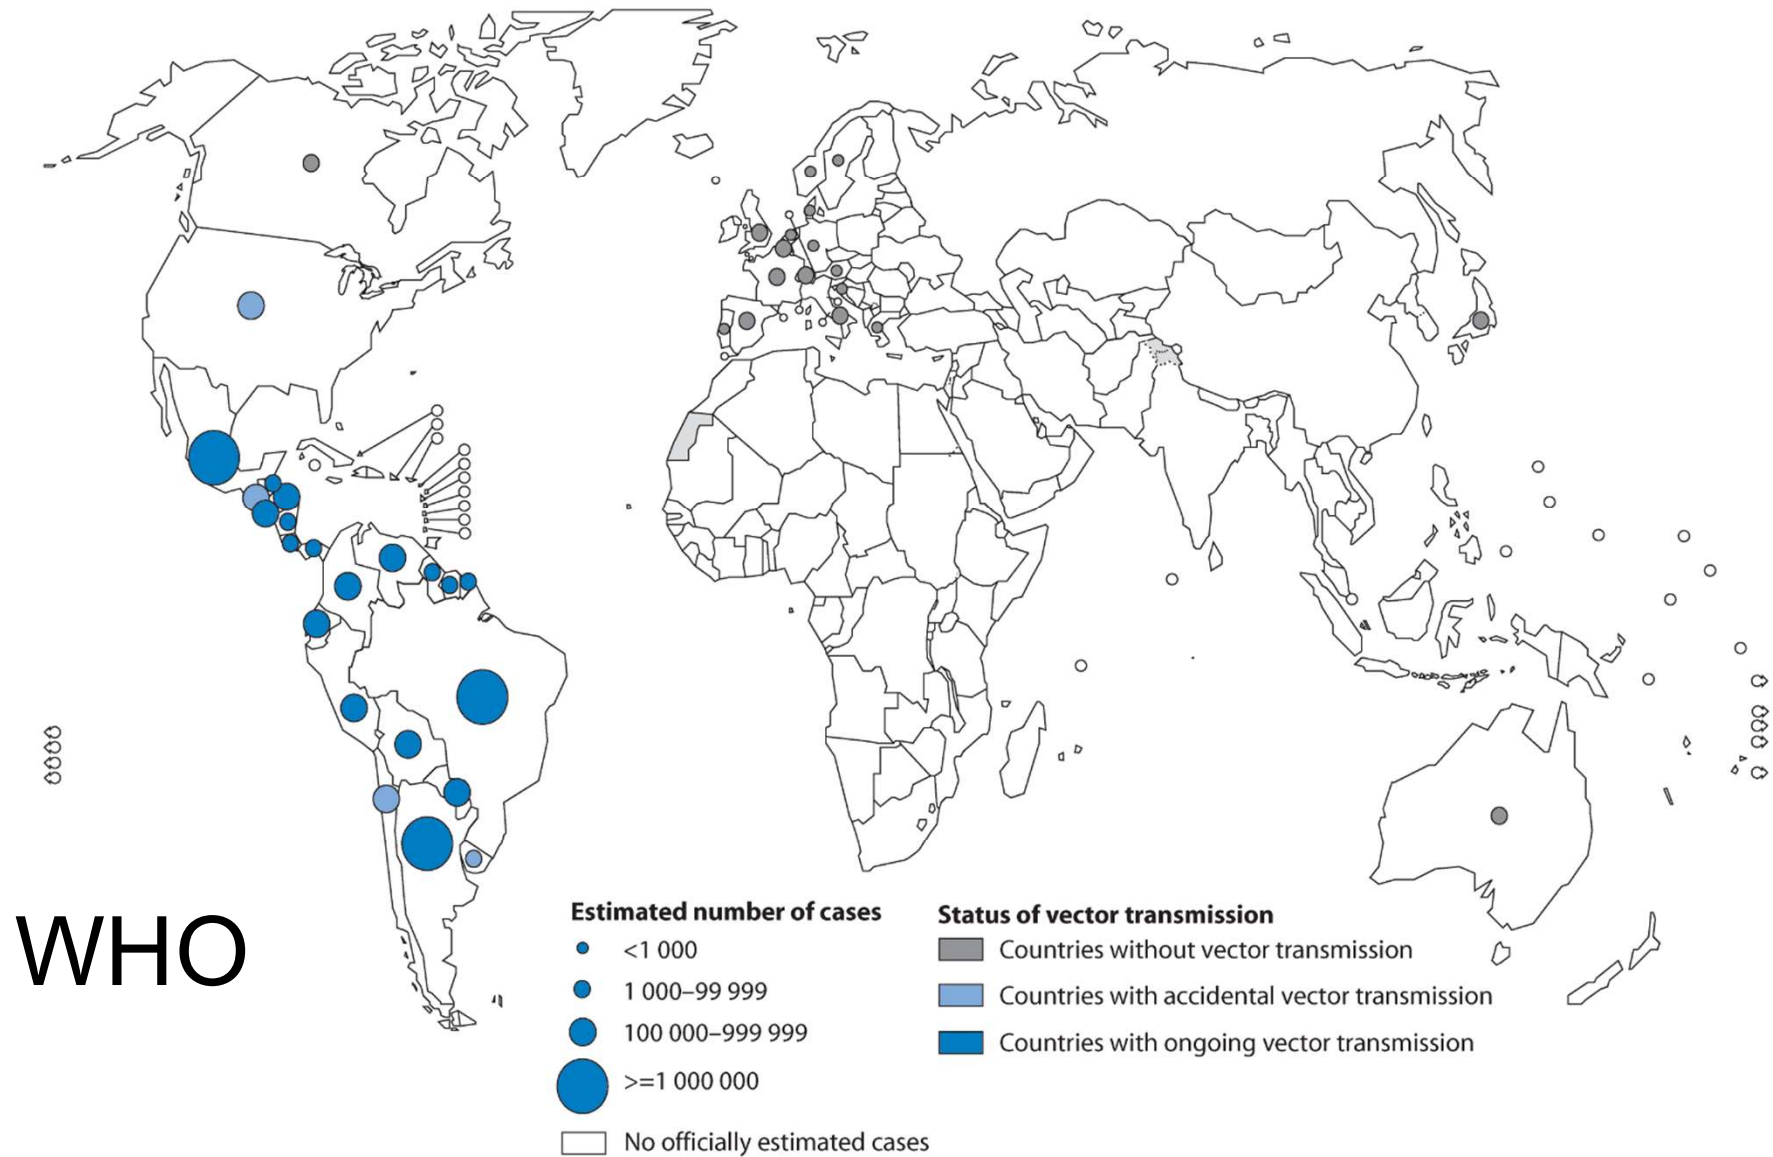 WHO
Estimated number of cases
<1 000
1 000–99 999
100 000–999 999
>=1 000 000
No officially estimated cases
Status of vector transmission
Countries without vector transmission
Countries with accidental vector transmission
Countries with ongoing vector transmission